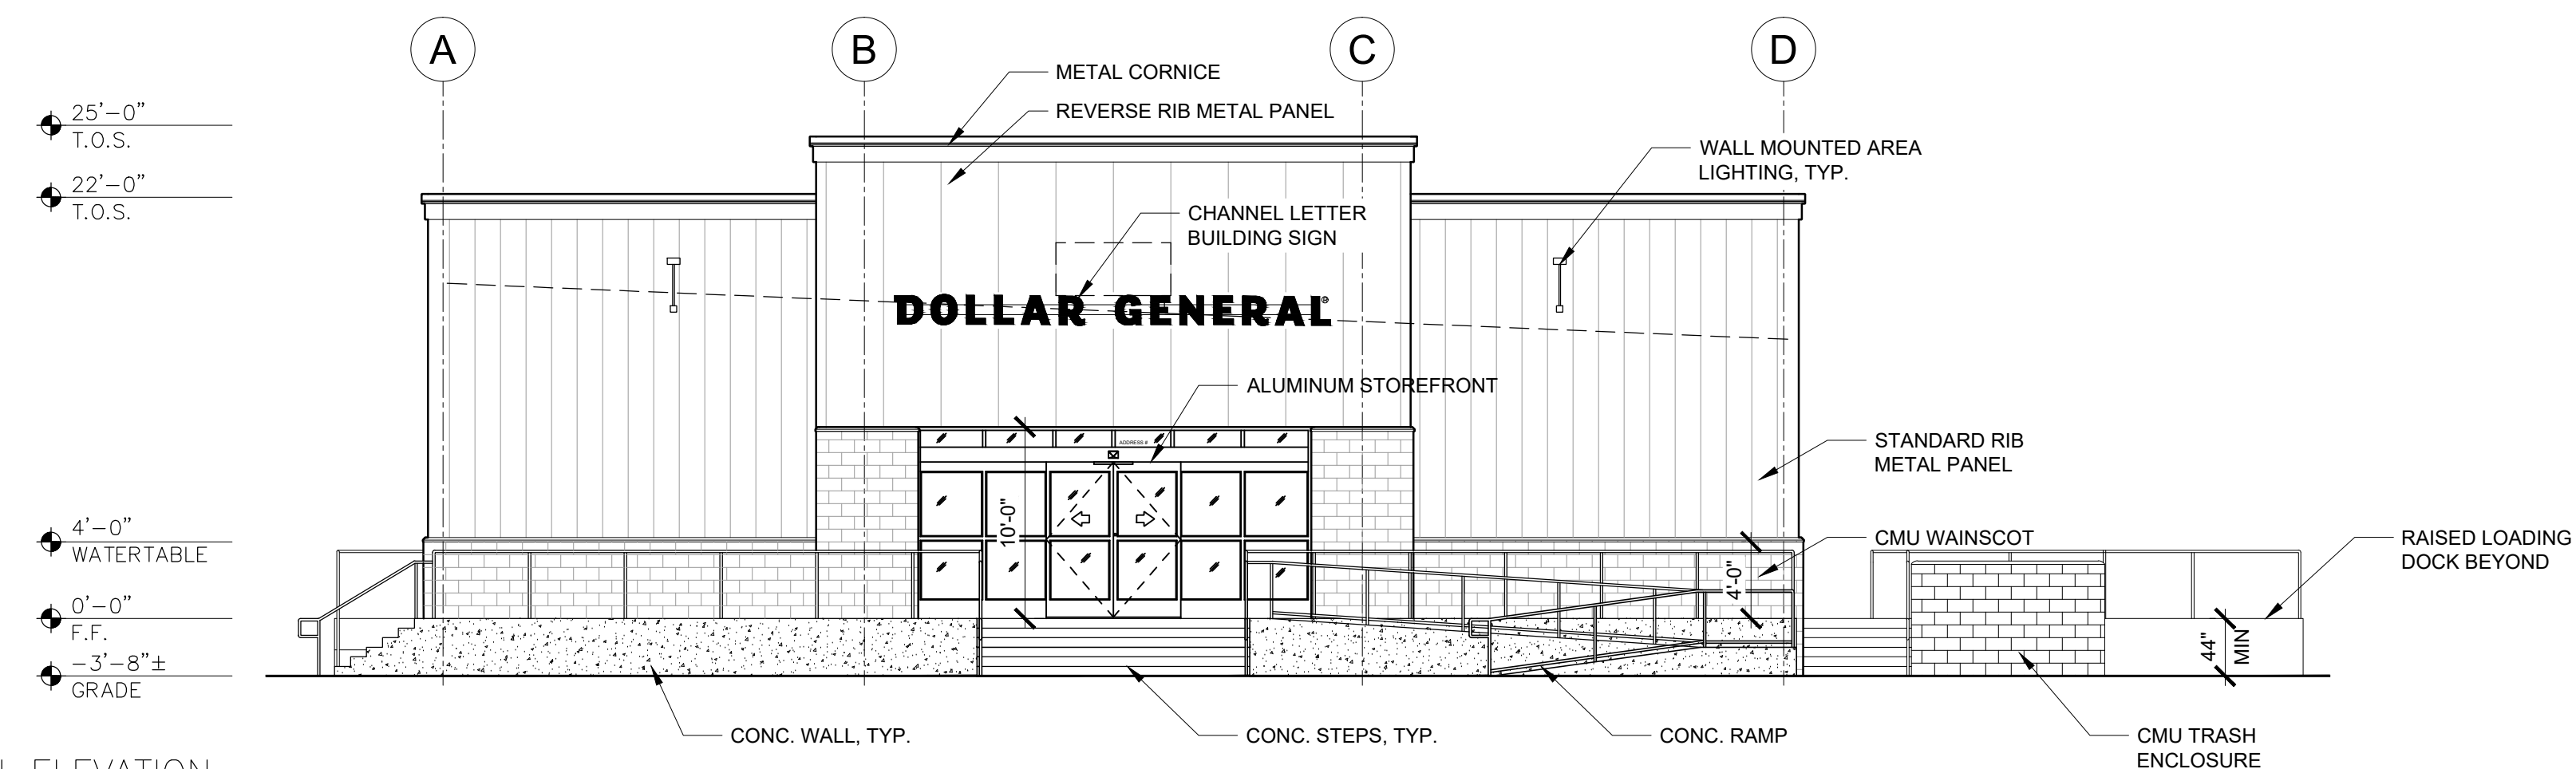 A
B
C
D
METAL CORNICE
REVERSE RIB METAL PANEL
25'-0"
T.O.S.
WALL MOUNTED AREA
LIGHTING, TYP.
22'-0"
T.O.S.
CHANNEL LETTER
BUILDING SIGN
DOLLAR GENERAL®
ALUMINUM STOREFRONT
ADDRESS #
STANDARD RIB
METAL PANEL
10'-0"
4'-0"
WATERTABLE
CMU WAINSCOT
RAISED LOADING
DOCK BEYOND
4'-0"
0'-0"
F.F.
44"
MIN
-3'-8"±
GRADE
CONC. WALL, TYP.
CONC. STEPS, TYP.
CONC. RAMP
CMU TRASH
ENCLOSURE
ELEVATION